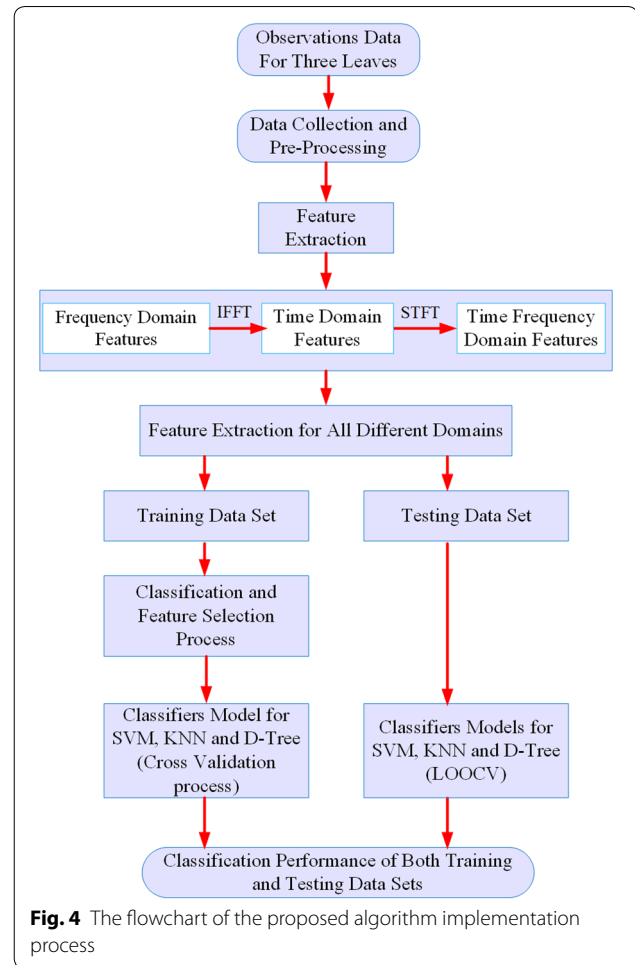 Observations Data
For Three Leaves
Data Collection and
Pre-Processing
Feature
Extraction
Frequency Domain
Features
IFFT
Time Domain
Features
STFT
Time Frequency
Domain Features
Feature Extraction for All Different Domains
Training Data Set
Testing Data Set
Classification and
Feature Selection
Process
Classifiers Model for
SVM, KNN and D-Tree
(Cross Validation
process)
Classifiers Models for
SVM, KNN and D-Tree
(LOOCV)
Classification Performance of Both Training
and Testing Data Sets
Fig. 4 The flowchart of the proposed algorithm implementation
process